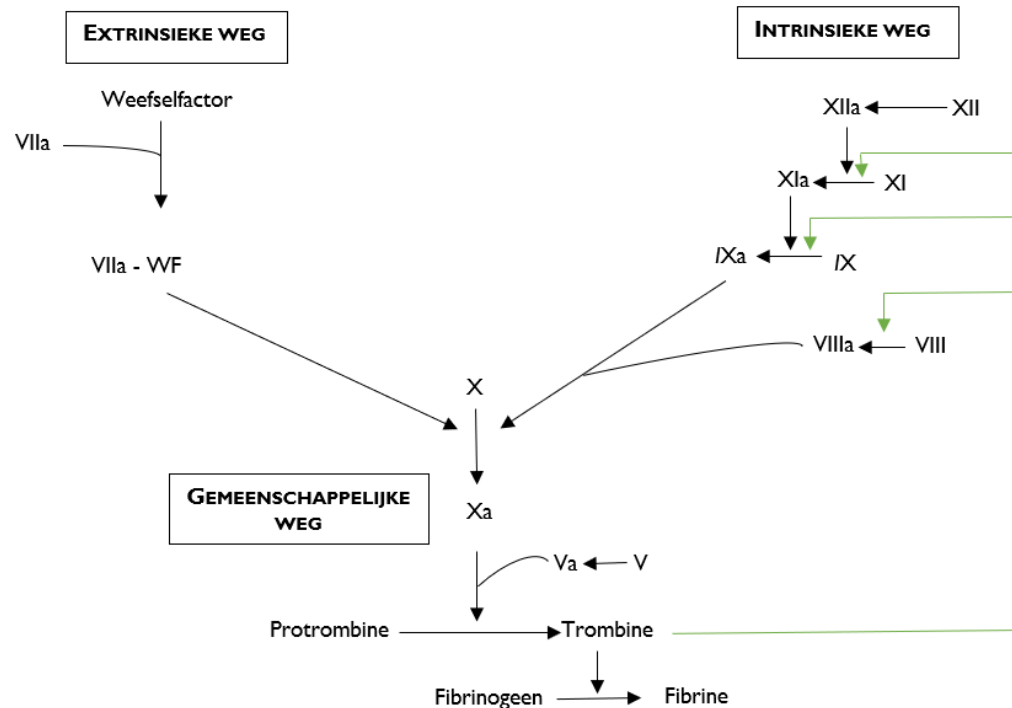 EXTRINSIEKE WEG
INTRINSIEKE WEG
Weefselfactor
XIIa
XII
VIIa
XIa
XI
VIIa - WF
IXa
IX
VIIIa
VIII
X
GEMEENSCHAPPELIJKE
WEG
Xa
Va
V
Protrombine
Trombine
Fibrinogeen
Fibrine